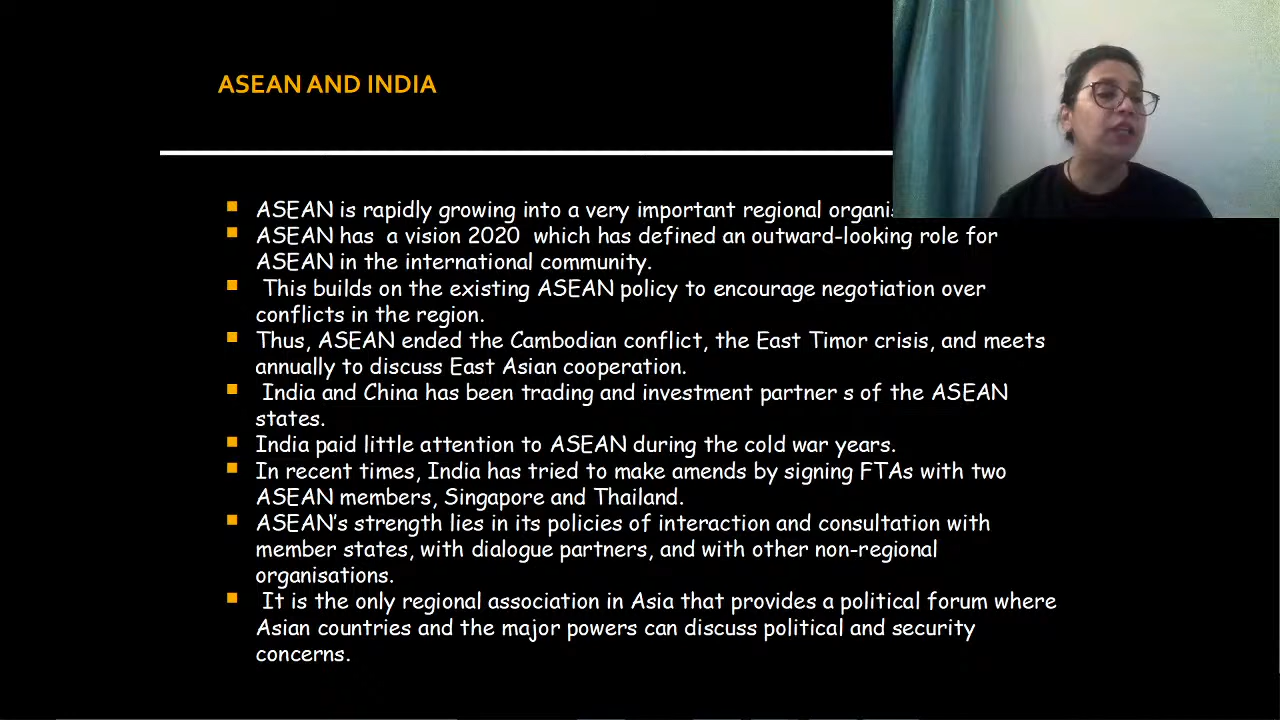 ASEAN AND INDIA
ASEAN is rapidly growing into a very important regional
ASEAN has a vision 2020 which has defined an outward-looking role for
ASEAN in the international community.
This builds on the existing ASEAN policy to encourage negotiation over
conflicts in the region.
Thus, ASEAN ended the Cambodian conflict, the East Timor crisis, and meets
annually to discuss East Asian cooperation.
India and China has been trading and investment partner s of the ASEAN
states.
India paid little attention to ASEAN during the cold war years.
In recent times, India has tried to make amends by signing FTAs with two
ASEAN members, Singapore and Thailand.
ASEAN's strength lies in its policies of interaction and consultation with
member states, with dialogue partners, and with other non-regional
organisations.
It is the only regional association in Asia that provides a political forum where
Asian countries and the major powers can discuss political and security
concerns.